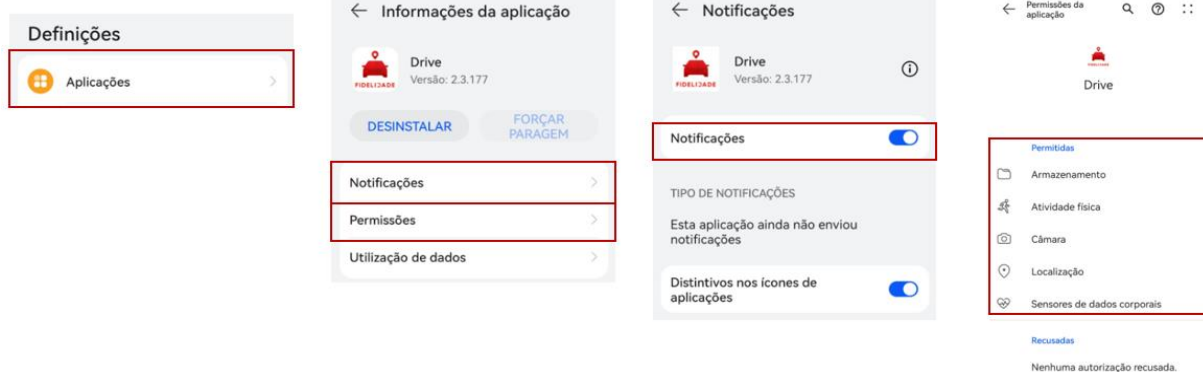 Definições
Aplicações
Informações da aplicação
Drive
Versão: 2.3.177
FIDELIDADE
DESINSTALAR
FORÇAR
PARAGEM
Notificações
Permissões
Utilização de dados
Notificações
Drive
Versão: 2.3.177
FIDELIDADE
Notificações
TIPO DE NOTIFICAÇÕES
Esta aplicação ainda não enviou
notificações
Distintivos nos ícones de
aplicações
Permissões da
aplicação
Drive
Permitidas
Armazenamento
Atividade física
Câmara
Localização
Sensores de dados corporais
Recusadas
Nenhuma autorização recusada.